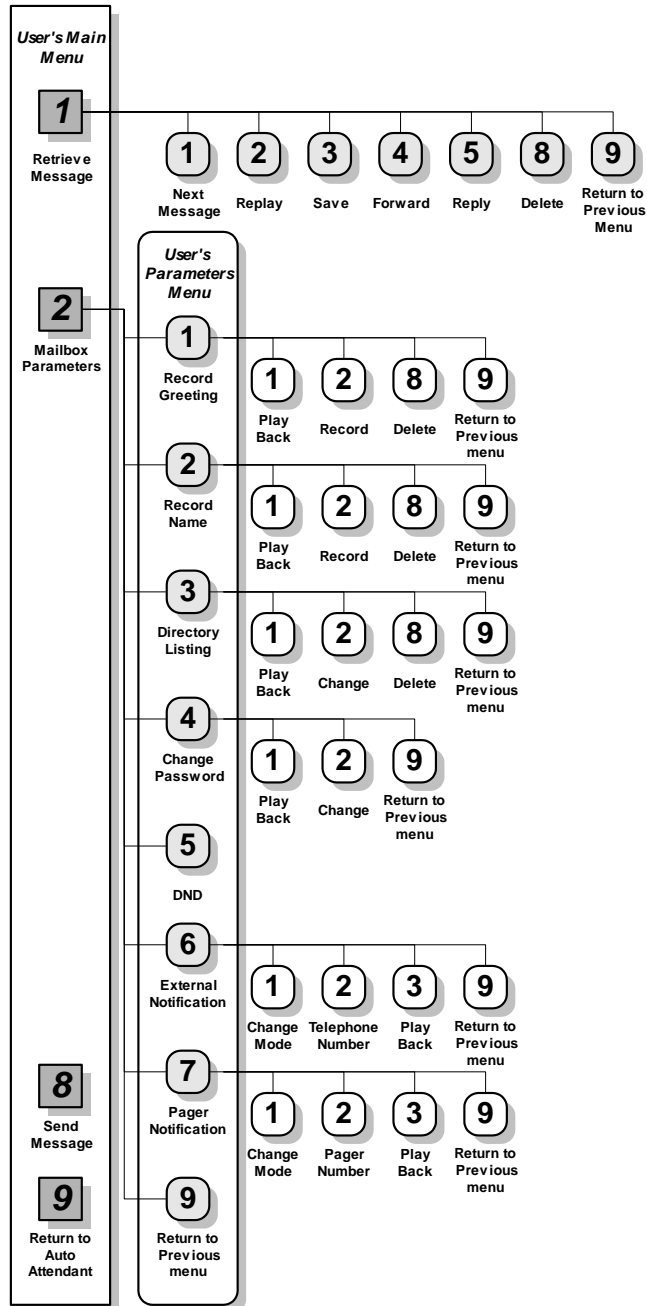 User's Main
Menu
1
Retrieve
Message
1 2 3 4 5 8 9
Next
Message
Replay
Save
Forward
Reply
Delete
Return to
Previous
Menu
User's
Parameters
Menu
2
Mailbox
Parameters
1
Record
Greeting
1 2 8 9
Play
Back
Record
Delete
Return to
Previous
menu
2
Record
Name
1 2 8 9
Play
Back
Record
Delete
Return to
Previous
menu
3
Directory
Listing
1 2 8 9
Play
Back
Change
Delete
Return to
Previous
menu
4
Change
Password
1 2 9
Play
Back
Change
Return to
Previous
menu
5
DND
6
External
Notification
1 2 3 9
Change
Mode
Telephone
Number
Play
Back
Return to
Previous
menu
7
Pager
Notification
1 2 3 9
Change
Mode
Pager
Number
Play
Back
Return to
Previous
menu
9
Return to
Previous
menu
8
Send
Message
9
Return to
Auto
Attendant